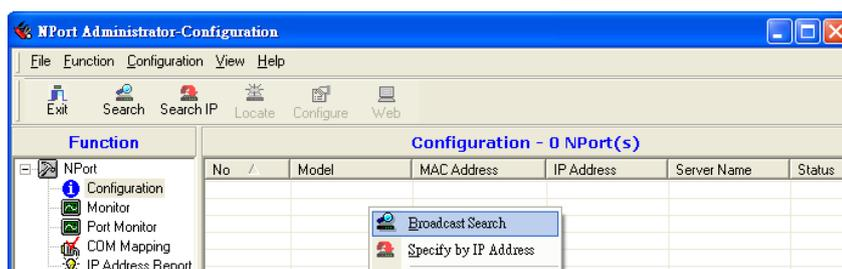 NPort Administrator-Configuration
File Function Configuration View Help
Exit Search Search IP Locate Configure Web
Function Configuration - 0 NPort(s)
NPort No Model MAC Address IP Address Server Name Status
Configuration
Monitor
Port Monitor
COM Mapping
IP Address Report
Broadcast Search
Specify by IP Address